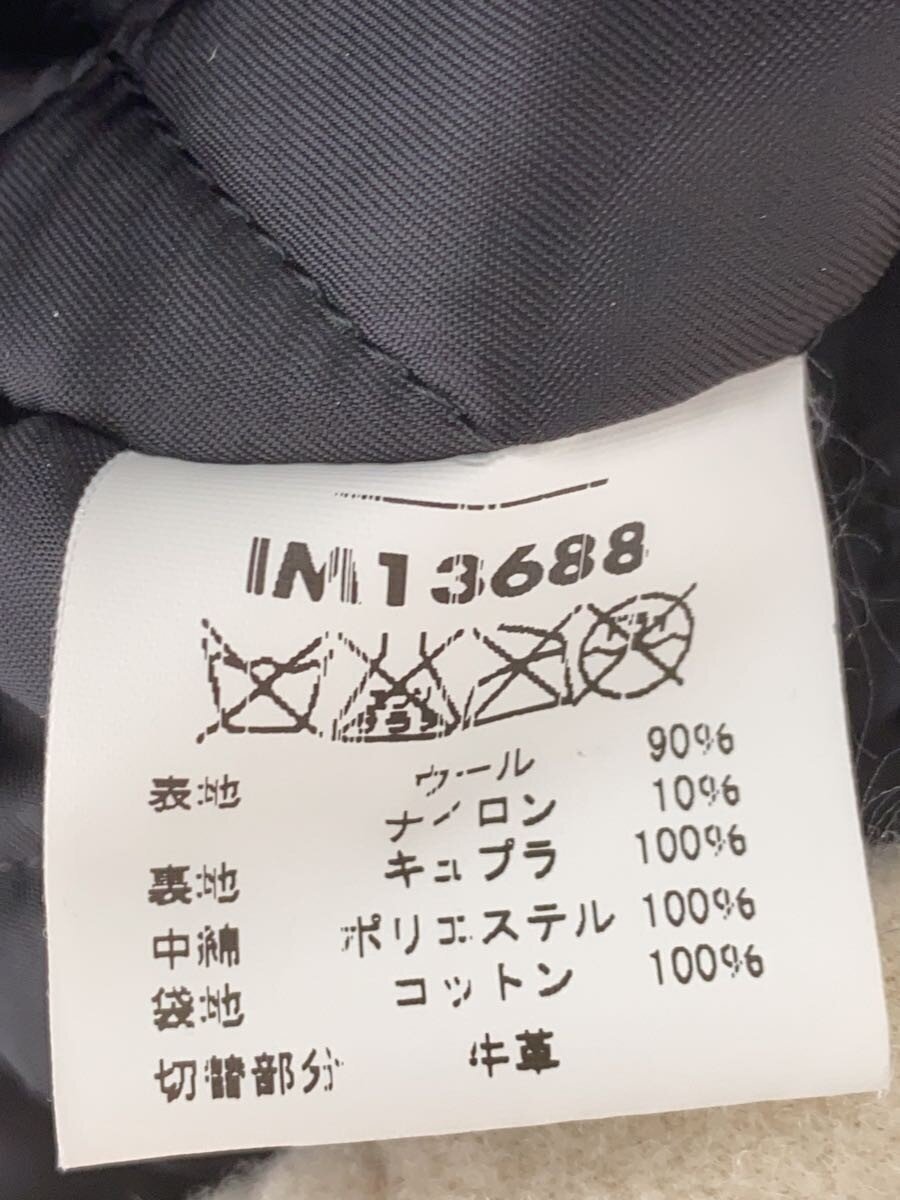 IM13688
表地 ウール 90%
ナイロン 10%
裏地 キュプラ 100%
中綿 ポリエステル 100%
袋地 コットン 100%
切替部分 牛革